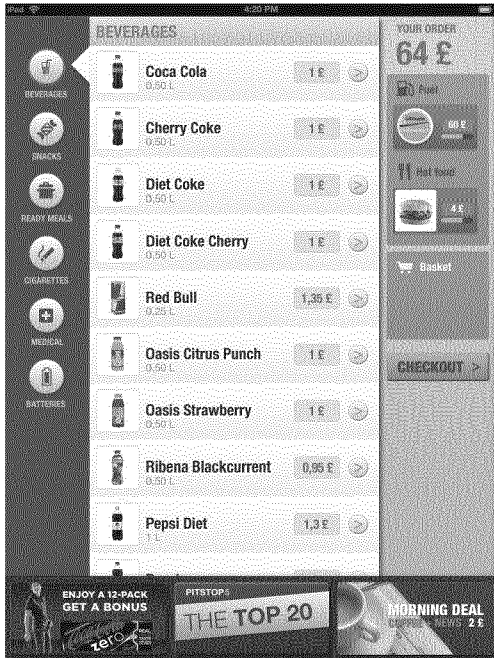 iPad
4:20 PM
BEVERAGES
SNACKS
READY MEALS
CIGARETTES
MEDICAL
BATTERIES
BEVERAGES
Coca Cola
0,50 L
1 £
Cherry Coke
0,50 L
1 £
Diet Coke
0,50 L
1 £
Diet Coke Cherry
0,50 L
1 £
Red Bull
0,25 L
1,35 £
Oasis Citrus Punch
0,50 L
1 £
Oasis Strawberry
0,50 L
1 £
Ribena Blackcurrent
0,50 L
0,95 £
Pepsi Diet
1 L
1,3 £
YOUR ORDER
64 £
Fuel
60 £
Hot food
4 £
Basket
CHECKOUT >
ENJOY A 12-PACK
GET A BONUS
zero
PITSTOPS
THE TOP 20
MORNING DEAL
NEWS 2 £